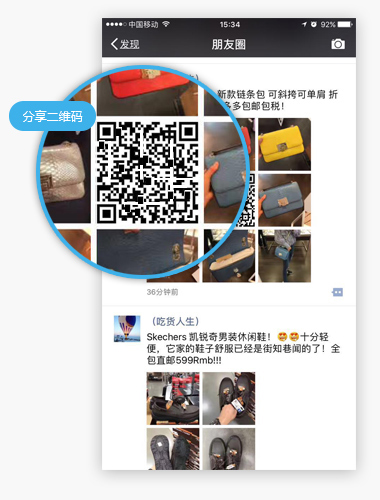 中国移动
15:34
92%
发现
朋友圈
人生）
新款链条包 可斜挎可单肩 折
多多包邮包税！
分享二维码
36分钟前
（吃货人生）
Skechers 凯锐奇男装休闲鞋！😍😍十分轻
便，它家的鞋子舒服已经是街知巷闻的了！全
包直邮599Rmb!!!